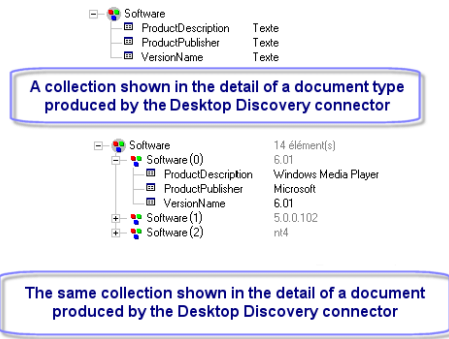 Software
ProductDescription Texte
ProductPublisher Texte
VersionName Texte
A collection shown in the detail of a document type
produced by the Desktop Discovery connector
Software 14 élément(s)
Software (0) 6.01
ProductDescription Windows Media Player
ProductPublisher Microsoft
VersionName 6.01
Software (1) 5.0.0.102
Software (2) nt4
The same collection shown in the detail of a document
produced by the Desktop Discovery connector